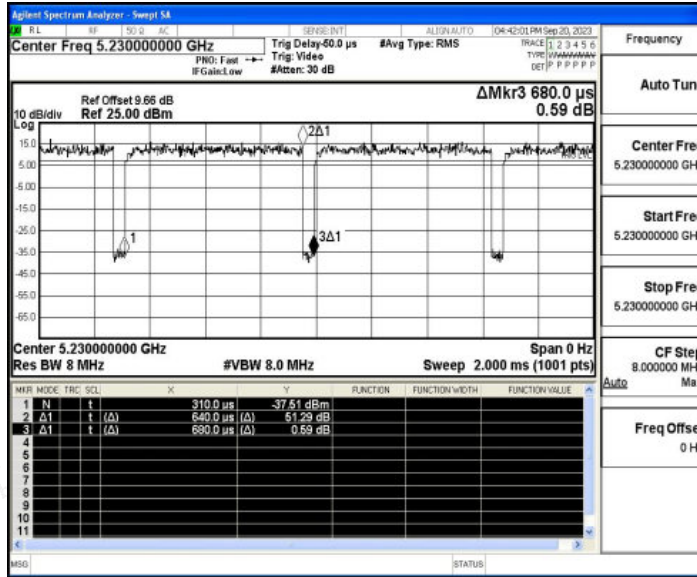 Agilent Spectrum Analyzer - Swept SA
RL RF 50 Ω AC SENSE:INT ALIGN AUTO 04:42:01 PM Sep 20, 2023
Center Freq 5.230000000 GHz
PNO: Fast
IFGain:Low
Trig Delay-50.0 µs
Trig: Video
#Atten: 30 dB
#Avg Type: RMS
TRACE 1 2 3 4 5 6
TYPE
DET P P P P P P
Frequency
Ref Offset 9.66 dB
10 dB/div Ref 25.00 dBm
ΔMkr3 680.0 µs
0.59 dB
Auto Tun
Log
15.0
5.00
-5.00
-15.0
-25.0
-35.0
-45.0
-55.0
-65.0
2Δ1
1
3Δ1
Center Fre
5.230000000 GH
Start Fre
5.230000000 GH
Stop Fre
5.230000000 GH
Center 5.230000000 GHz Span 0 Hz
Res BW 8 MHz #VBW 8.0 MHz Sweep 2.000 ms (1001 pts)
CF Step
8.000000 MH
Auto Ma
MKR MODE TRC SCL X Y FUNCTION FUNCTION WIDTH FUNCTION VALUE
1 N t 310.0 µs -37.51 dBm
2 Δ1 t (Δ) 640.0 µs (Δ) 51.29 dB
3 Δ1 t (Δ) 680.0 µs (Δ) 0.59 dB
4
5
6
7
8
9
10
11
Freq Offse
0 H
MSG STATUS